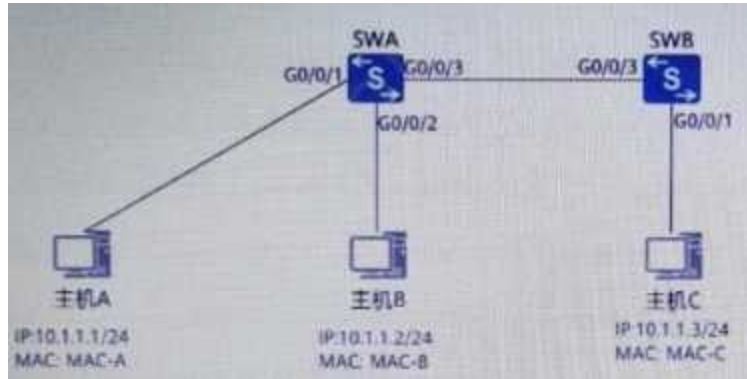 SWA
SWB
G0/0/1
G0/0/3
G0/0/3
S
S
G0/0/2
G0/0/1
主机A
主机B
主机C
IP:10.1.1.1/24
MAC: MAC-A
IP:10.1.1.2/24
MAC: MAC-B
IP:10.1.1.3/24
MAC: MAC-C